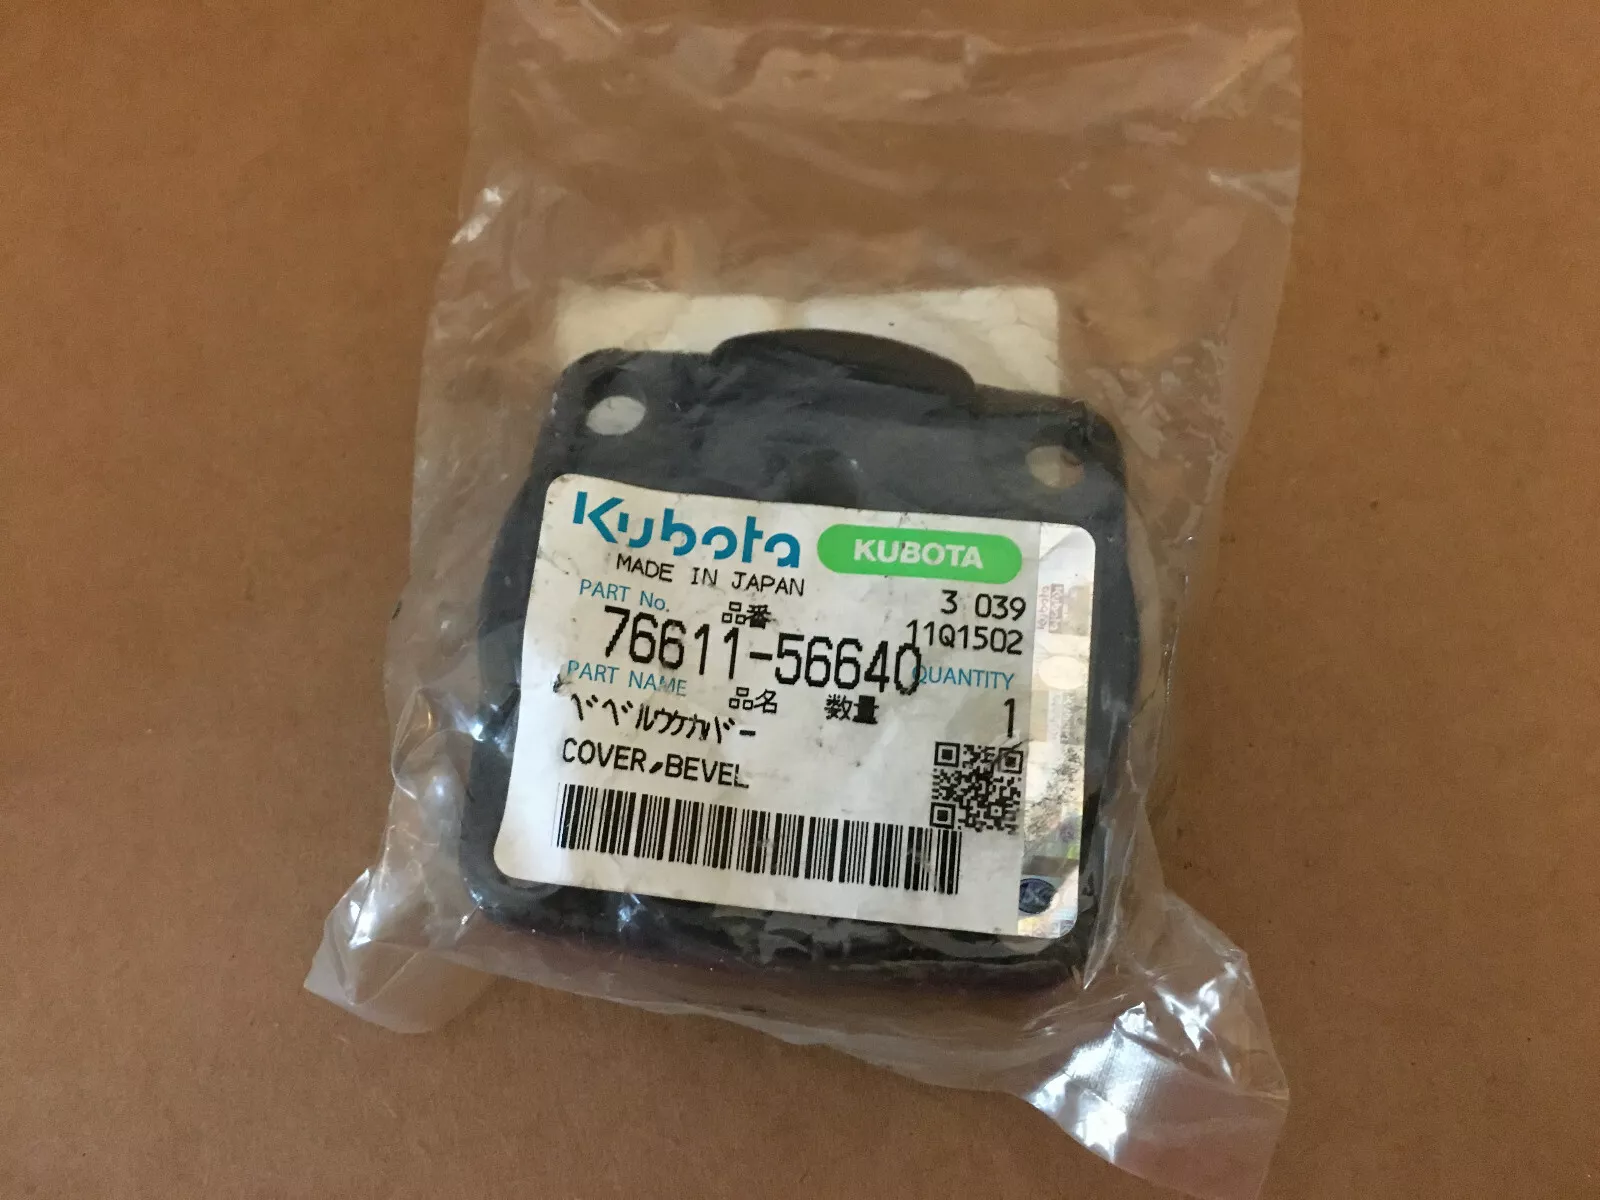 Kubota KUBOTA
MADE IN JAPAN
3 039
PART No. 品番
11Q1502
76611-56640
PART NAME 品名 数量 QUANTITY
ベベルウケカバー
1
COVER,BEVEL